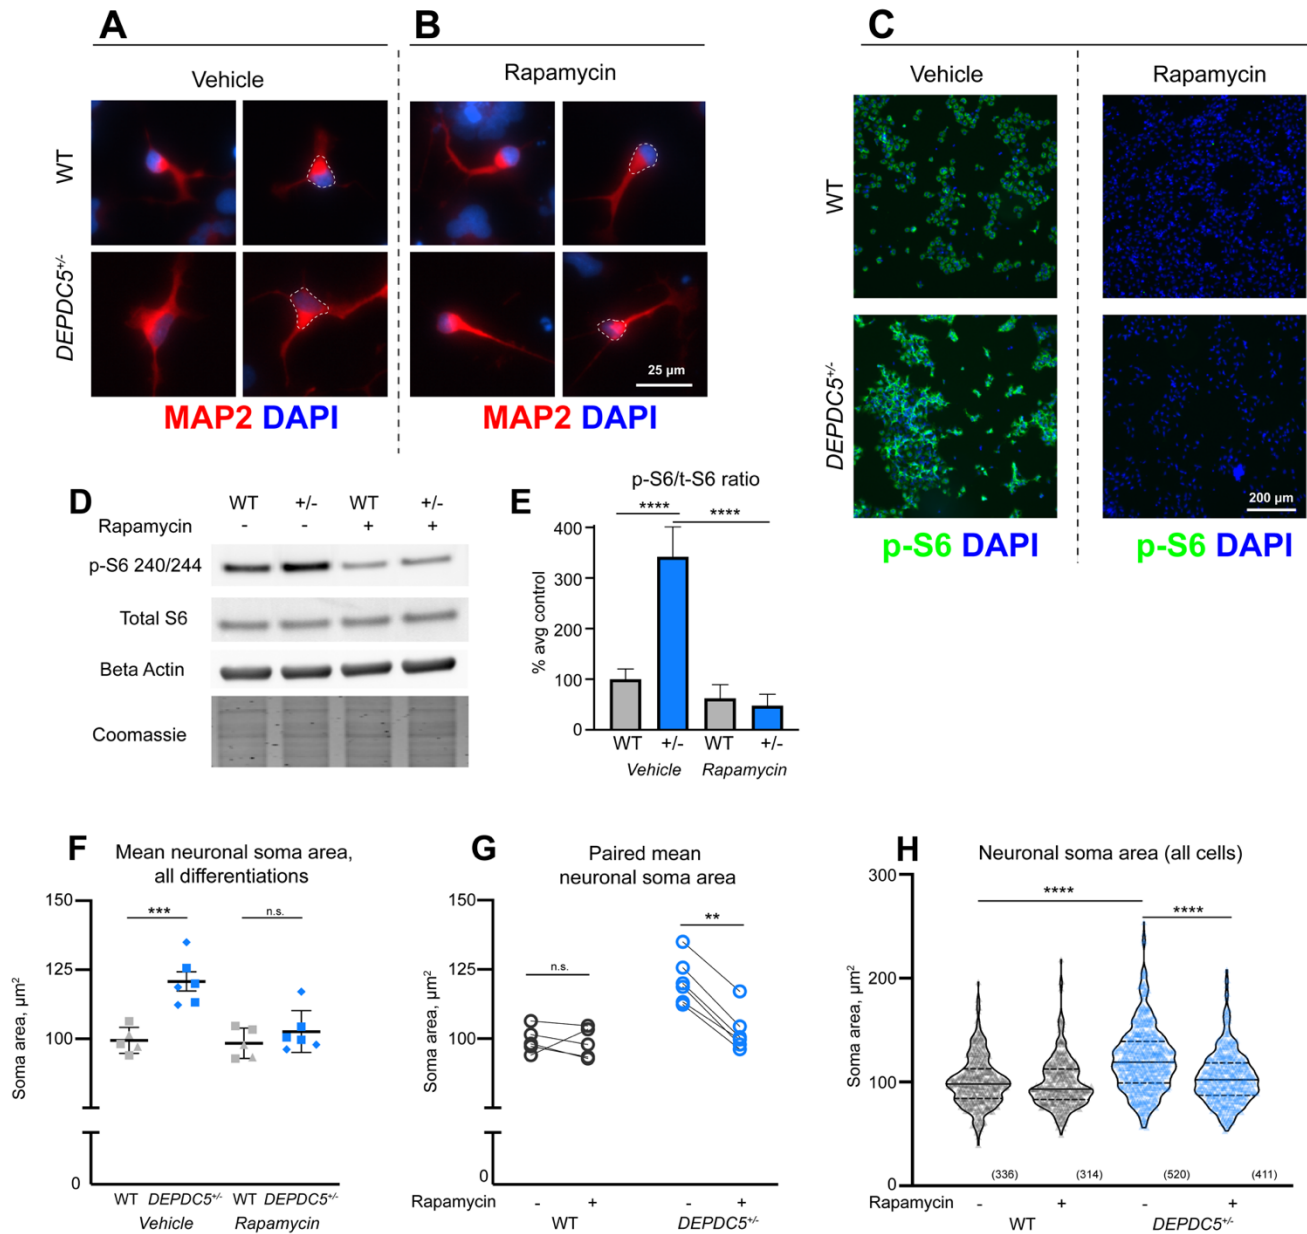 A
Vehicle
B
Rapamycin
WT
DEPDC5+/-
25 µm
MAP2 DAPI
MAP2 DAPI
C
Vehicle
Rapamycin
WT
DEPDC5+/-
200 µm
p-S6 DAPI
p-S6 DAPI
D
WT +/- WT +/-
Rapamycin - - + +
p-S6 240/244
Total S6
Beta Actin
Coomassie
E
p-S6/t-S6 ratio
**** ****
% avg control
400
300
200
100
0
WT +/- WT +/-
Vehicle Rapamycin
F
Mean neuronal soma area,
all differentiations
Soma area, µm²
150
125
100
0
*** n.s.
WT DEPDC5+/- WT DEPDC5+/-
Vehicle Rapamycin
G
Paired mean
neuronal soma area
Soma area, µm²
150
125
100
0
n.s. **
Rapamycin - + - +
WT DEPDC5+/-
H
Neuronal soma area (all cells)
Soma area, µm²
300
200
100
0
**** ****
(336) (314) (520) (411)
Rapamycin - + - +
WT DEPDC5+/-